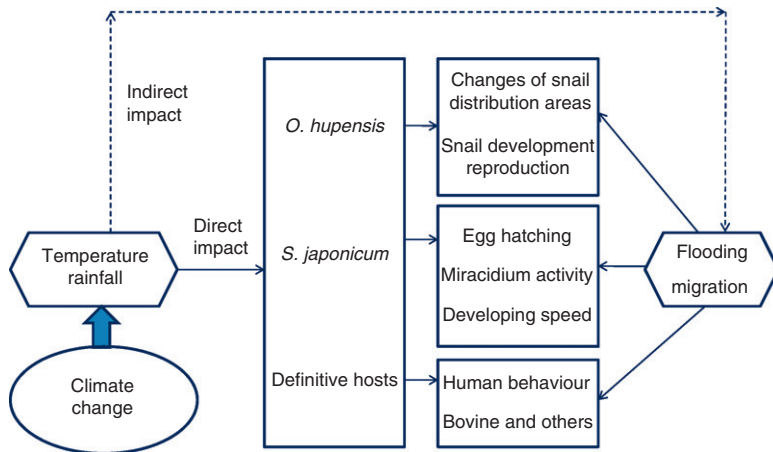 Indirect
impact
Temperature
rainfall
Climate
change
Direct
impact
O. hupensis
S. japonicum
Definitive hosts
Changes of snail
distribution areas
Snail development
reproduction
Egg hatching
Miracidium activity
Developing speed
Human behaviour
Bovine and others
Flooding
migration